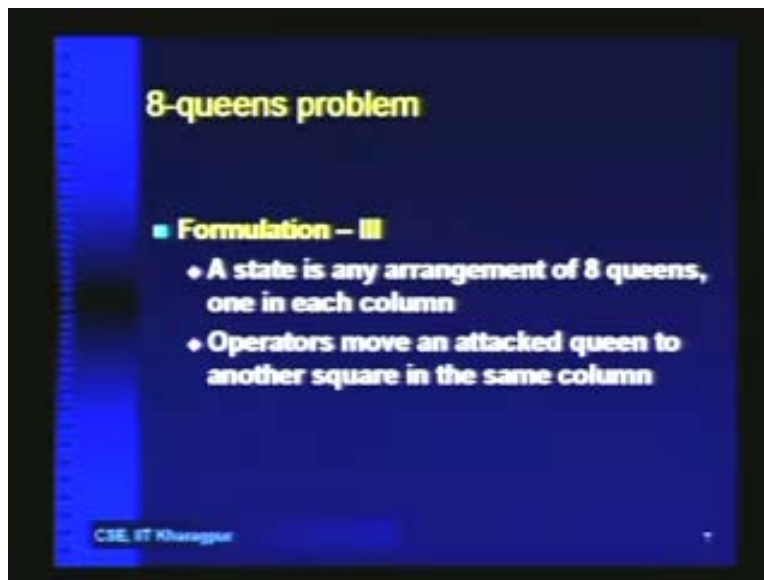 8-queens problem
Formulation – III
A state is any arrangement of 8 queens,
one in each column
Operators move an attacked queen to
another square in the same column
CSE, IIT Kharagpur